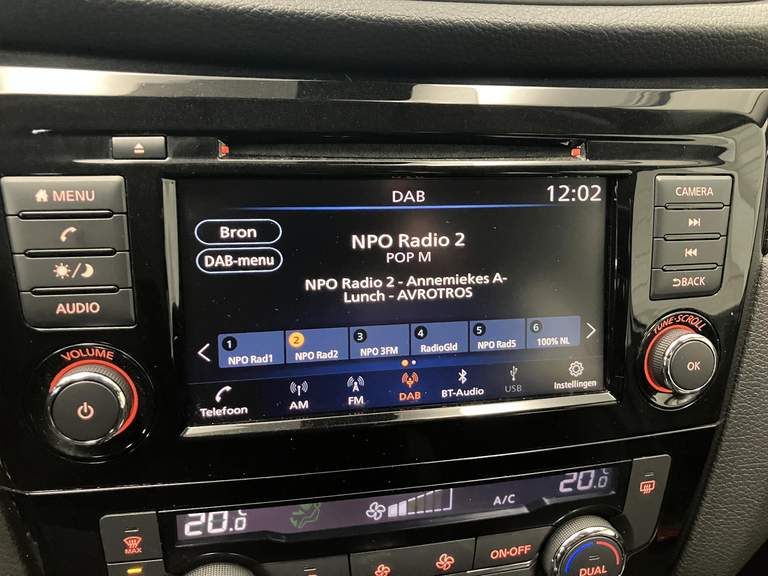 MENU
AUDIO
VOLUME
DAB
12:02
Bron
DAB-menu
NPO Radio 2
POP M
NPO Radio 2 - Annemiekes A-
Lunch - AVROTROS
1
NPO Rad1
2
NPO Rad2
3
NPO 3FM
4
RadioGld
5
NPO Rad5
6
100% NL
Telefoon
AM
FM
DAB
BT-Audio
USB
Instellingen
CAMERA
BACK
TUNE·SCROLL
OK
20.0
A/C
20.0
MAX
ON·OFF
DUAL